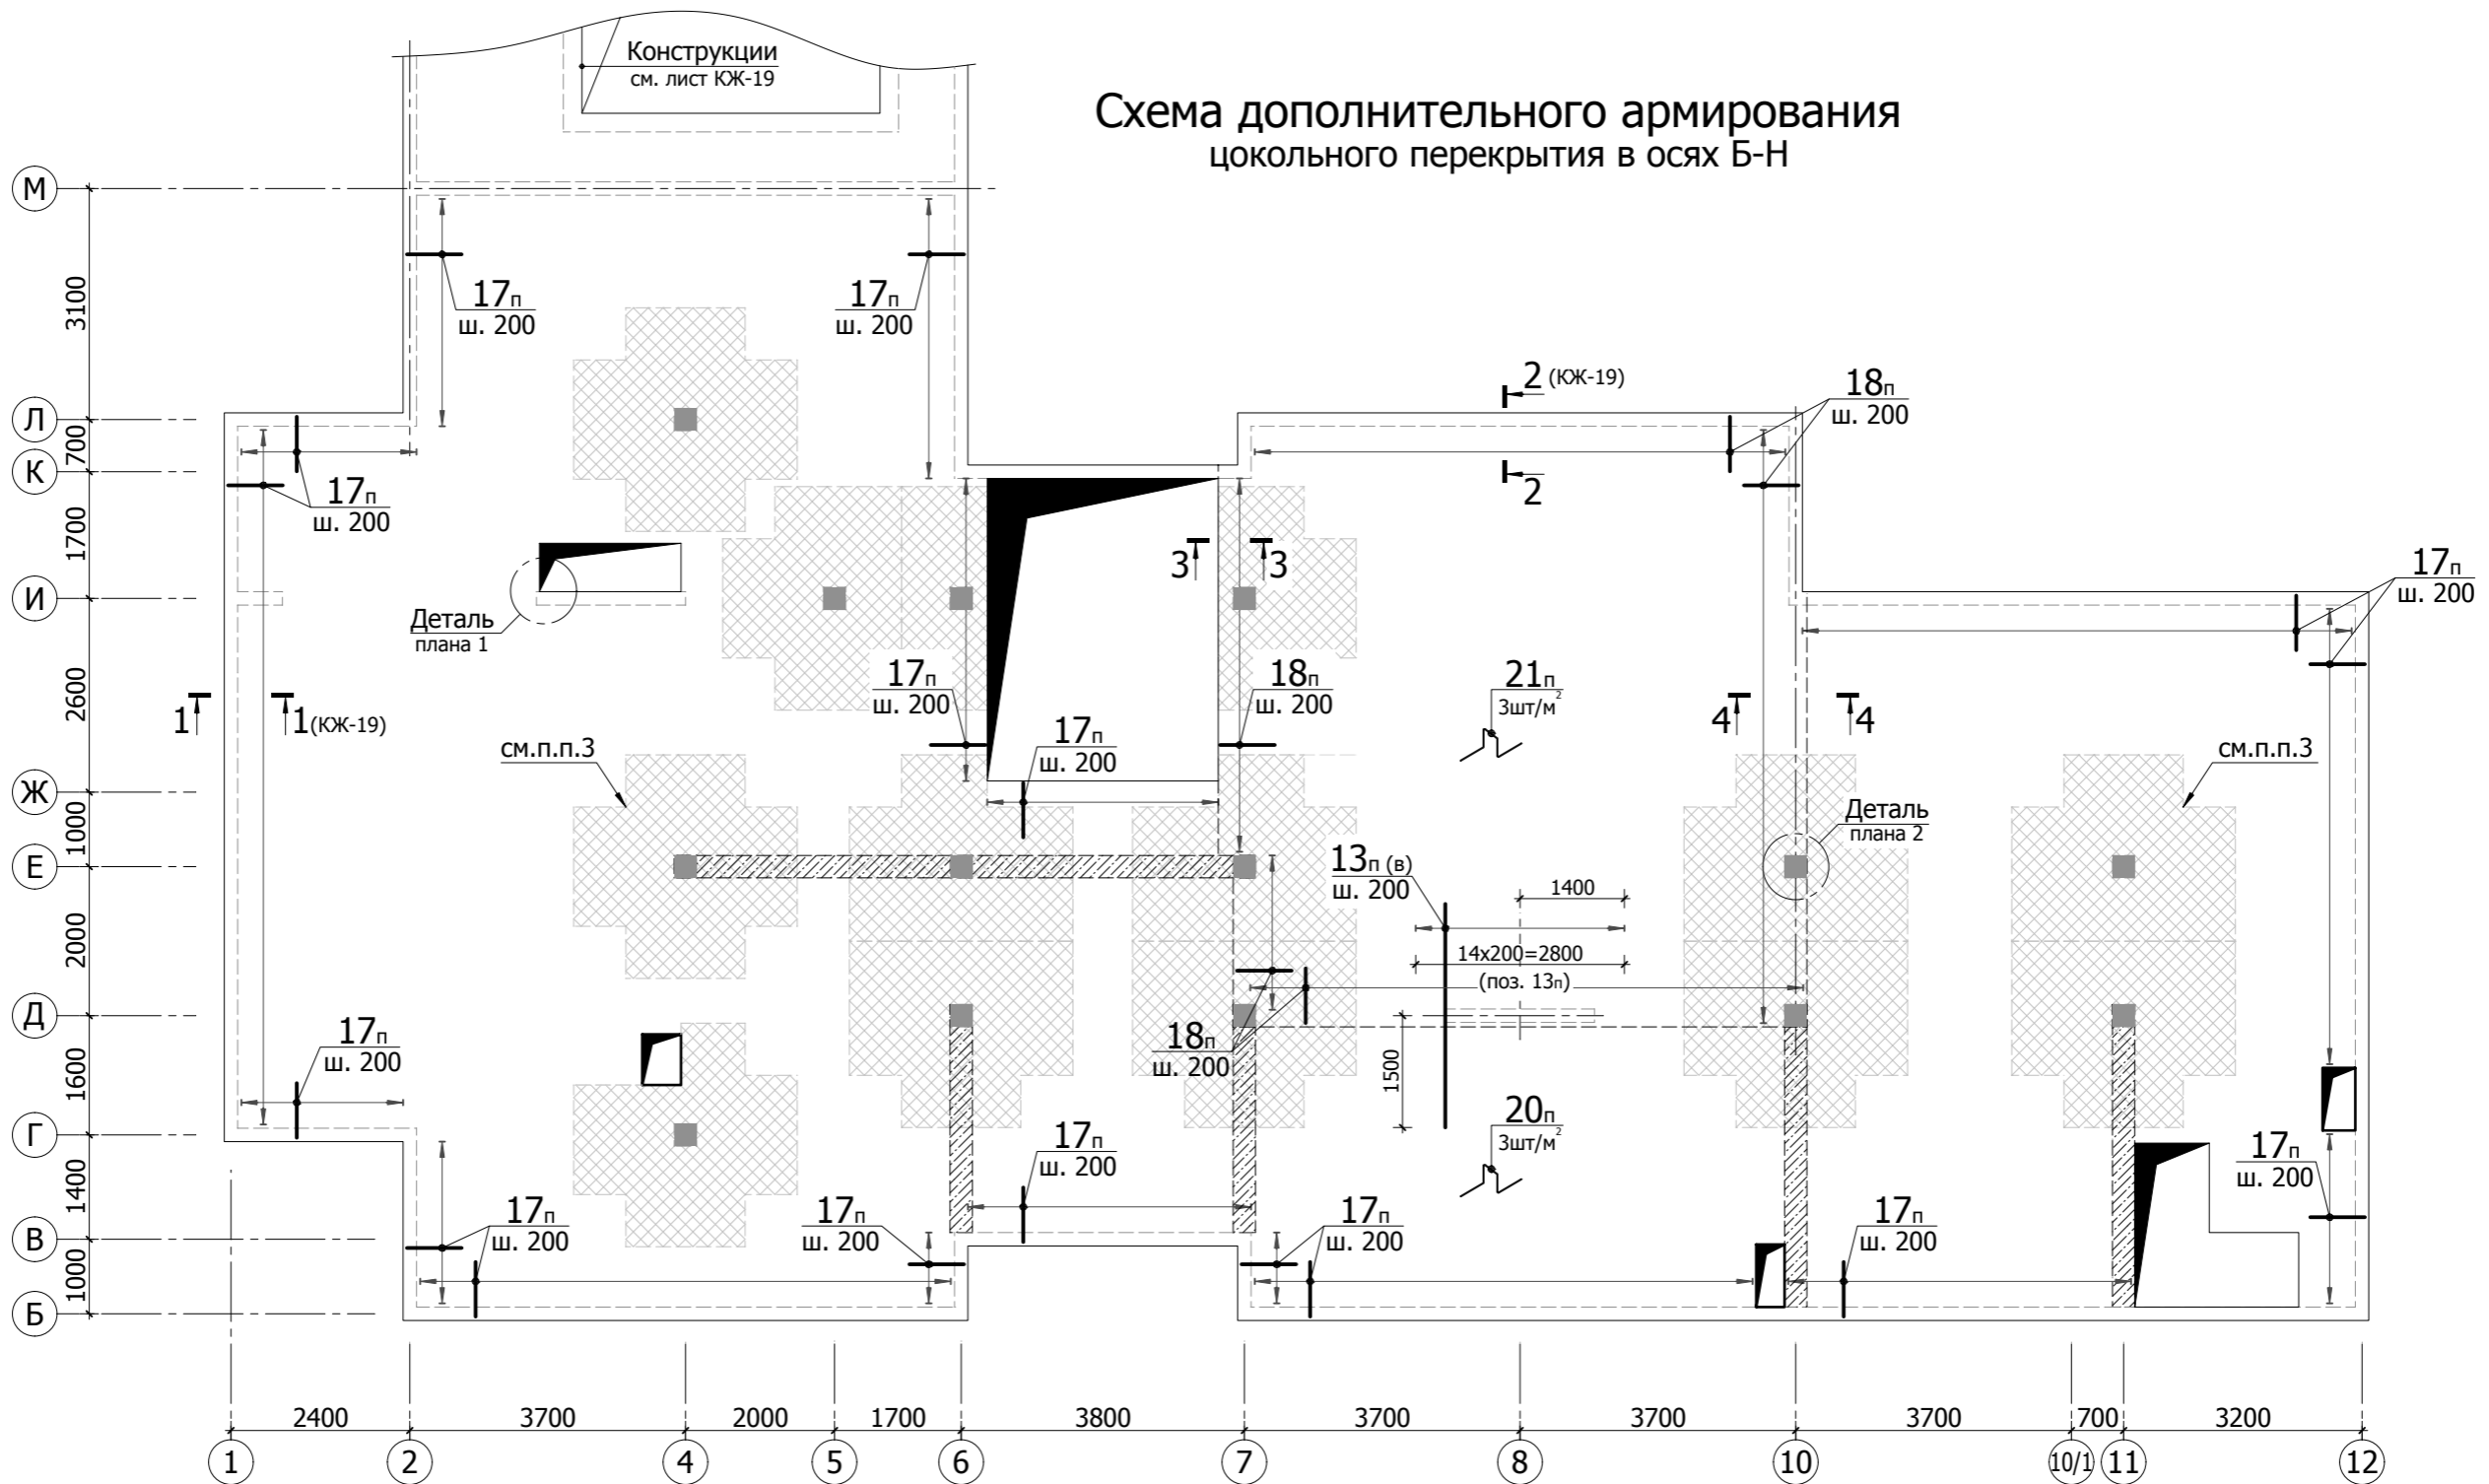 Конструкции
см. лист КЖ-19
Схема дополнительного армирования
цокольного перекрытия в осях Б-Н
М
3100
17п
ш. 200
17п
ш. 200
2 (КЖ-19)
18п
ш. 200
Л
700
К
17п
ш. 200
2
1700
3
3
И
Деталь
плана 1
17п
ш. 200
2600
1
1(КЖ-19)
17п
ш. 200
18п
ш. 200
21п
3шт/м²
4
4
см.п.п.3
17п
ш. 200
см.п.п.3
Ж
1000
Деталь
плана 2
Е
13п (в)
ш. 200
1400
2000
14х200=2800
(поз. 13п)
Д
17п
ш. 200
18п
ш. 200
1600
1500
20п
3шт/м²
Г
17п
ш. 200
17п
ш. 200
1400
17п
ш. 200
17п
ш. 200
17п
ш. 200
17п
ш. 200
В
1000
Б
2400
3700
2000
1700
3800
3700
3700
3700
700
3200
1
2
4
5
6
7
8
10
10/1
11
12